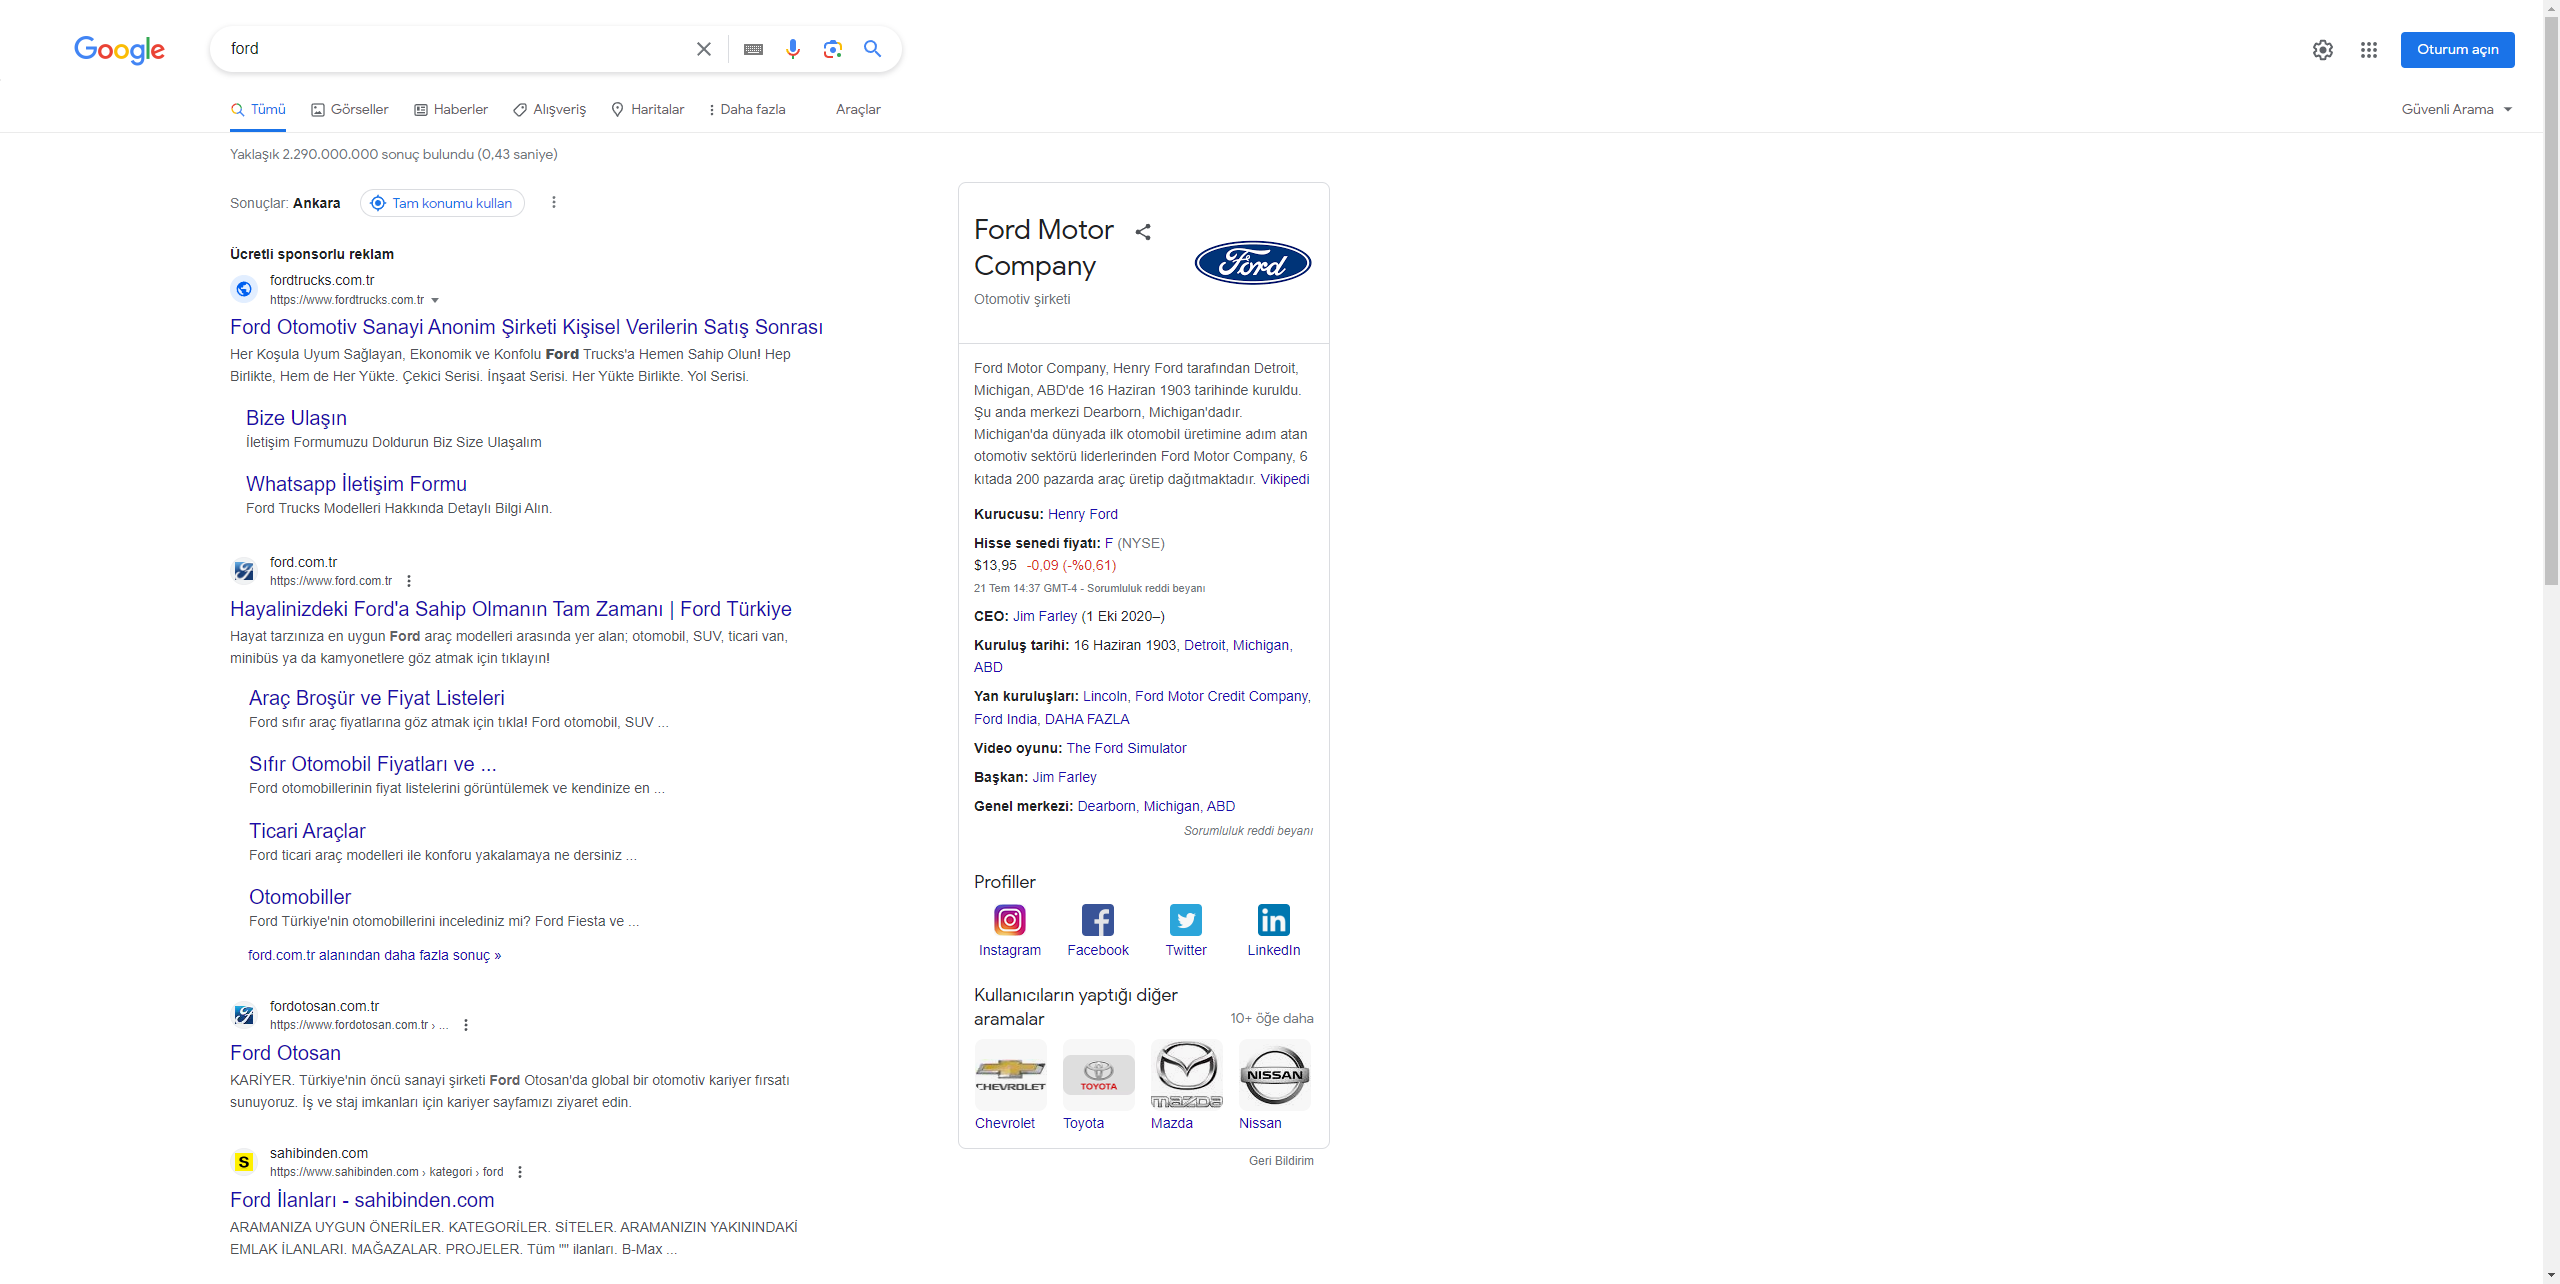 Google
ford
Oturum açın
Tümü
Görseller
Haberler
Alışveriş
Haritalar
Daha fazla
Araçlar
Güvenli Arama
Yaklaşık 2.290.000.000 sonuç bulundu (0,43 saniye)
Sonuçlar: Ankara
Tam konumu kullan
Ücretli sponsorlu reklam
fordtrucks.com.tr
https://www.fordtrucks.com.tr
Ford Otomotiv Sanayi Anonim Şirketi Kişisel Verilerin Satış Sonrası
Her Koşula Uyum Sağlayan, Ekonomik ve Konfolu Ford Trucks'a Hemen Sahip Olun! Hep
Birlikte, Hem de Her Yükte. Çekici Serisi. İnşaat Serisi. Her Yükte Birlikte. Yol Serisi.
Bize Ulaşın
İletişim Formumuzu Doldurun Biz Size Ulaşalım
Whatsapp İletişim Formu
Ford Trucks Modelleri Hakkında Detaylı Bilgi Alın.
ford.com.tr
https://www.ford.com.tr
Hayalinizdeki Ford'a Sahip Olmanın Tam Zamanı | Ford Türkiye
Hayat tarzınıza en uygun Ford araç modelleri arasında yer alan; otomobil, SUV, ticari van,
minibüs ya da kamyonetlere göz atmak için tıklayın!
Araç Broşür ve Fiyat Listeleri
Ford sıfır araç fiyatlarına göz atmak için tıkla! Ford otomobil, SUV ...
Sıfır Otomobil Fiyatları ve ...
Ford otomobillerinin fiyat listelerini görüntülemek ve kendinize en ...
Ticari Araçlar
Ford ticari araç modelleri ile konforu yakalamaya ne dersiniz ...
Otomobiller
Ford Türkiye'nin otomobillerini incelediniz mi? Ford Fiesta ve ...
ford.com.tr alanından daha fazla sonuç »
fordotosan.com.tr
https://www.fordotosan.com.tr › ...
Ford Otosan
KARİYER. Türkiye'nin öncü sanayi şirketi Ford Otosan'da global bir otomotiv kariyer fırsatı
sunuyoruz. İş ve staj imkanları için kariyer sayfamızı ziyaret edin.
S
sahibinden.com
https://www.sahibinden.com › kategori › ford
Ford İlanları - sahibinden.com
ARAMANIZA UYGUN ÖNERİLER. KATEGORİLER. SİTELER. ARAMANIZIN YAKININDAKİ
EMLAK İLANLARI. MAĞAZALAR. PROJELER. Tüm "" ilanları. B-Max ...
Ford Motor
Company
Ford
Otomotiv şirketi
Ford Motor Company, Henry Ford tarafından Detroit,
Michigan, ABD'de 16 Haziran 1903 tarihinde kuruldu.
Şu anda merkezi Dearborn, Michigan'dadır.
Michigan'da dünyada ilk otomobil üretimine adım atan
otomotiv sektörü liderlerinden Ford Motor Company, 6
kıtada 200 pazarda araç üretip dağıtmaktadır. Vikipedi
Kurucusu: Henry Ford
Hisse senedi fiyatı: F (NYSE)
$13,95 -0,09 (-%0,61)
21 Tem 14:37 GMT-4 - Sorumluluk reddi beyanı
CEO: Jim Farley (1 Eki 2020–)
Kuruluş tarihi: 16 Haziran 1903, Detroit, Michigan,
ABD
Yan kuruluşları: Lincoln, Ford Motor Credit Company,
Ford India, DAHA FAZLA
Video oyunu: The Ford Simulator
Başkan: Jim Farley
Genel merkezi: Dearborn, Michigan, ABD
Sorumluluk reddi beyanı
Profiller
Instagram
Facebook
Twitter
LinkedIn
Kullanıcıların yaptığı diğer
aramalar
10+ öğe daha
CHEVROLET
TOYOTA
mazda
NISSAN
Chevrolet
Toyota
Mazda
Nissan
Geri Bildirim